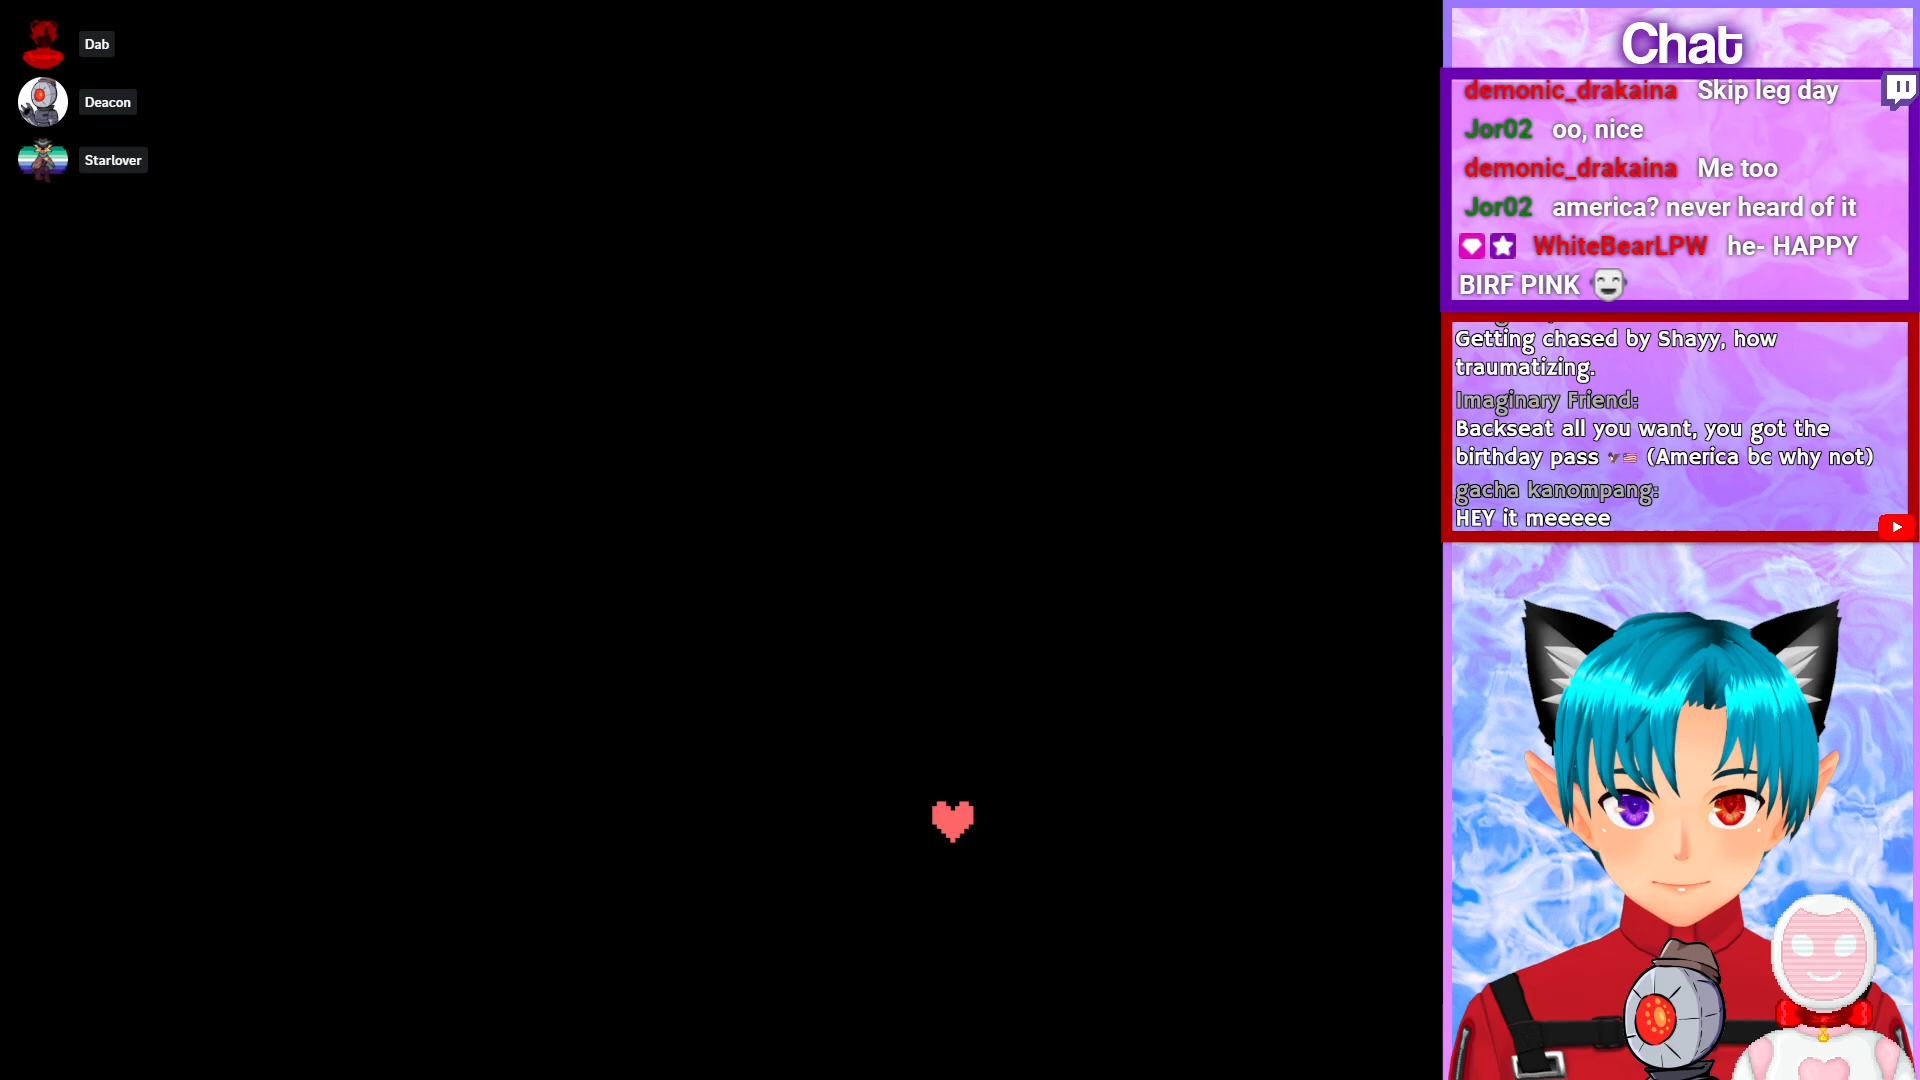 Dab
Deacon
Starlover
Chat
demonic_drakaina Skip leg day
Jor02 oo, nice
demonic_drakaina Me too
Jor02 america? never heard of it
WhiteBearLPW he- HAPPY
BIRF PINK
Getting chased by Shayy, how
traumatizing.
Imaginary Friend:
Backseat all you want, you got the
birthday pass 🦅🇺🇸 (America bc why not)
gacha kanompang:
HEY it meeeee